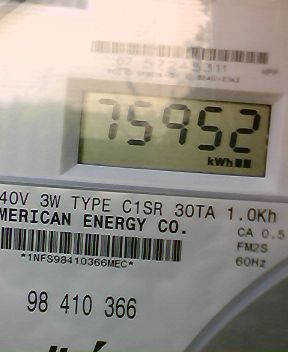 75952
kWh
40V 3W TYPE C1SR 30TA 1.0Kh
MERICAN ENERGY CO.
CA 0.5
FM2S
*1NFS98410366MEC*
60Hz
98 410 366